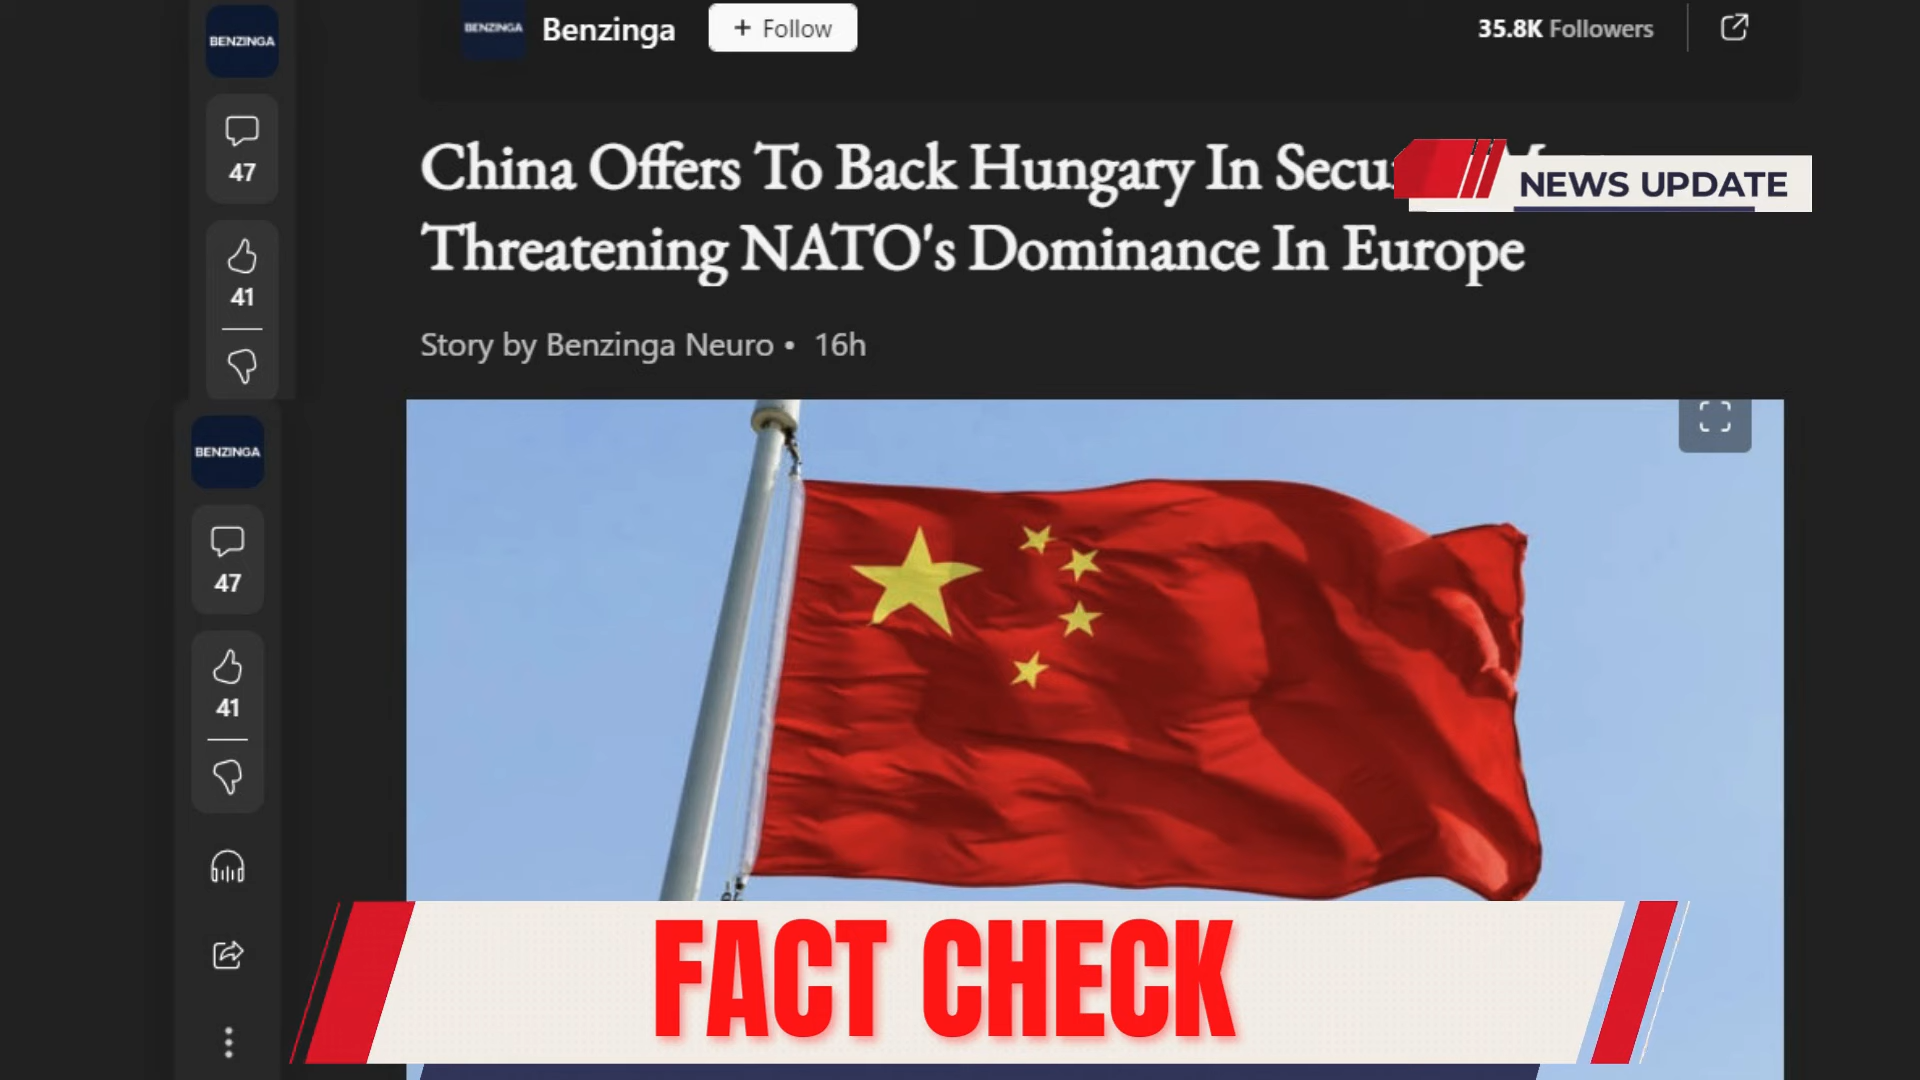 BENZINGA
47
41
BENZINGA
47
41
BENZINGA
Benzinga
+ Follow
35.8K Followers
China Offers To Back Hungary In
Threatening NATO's Dominance In Europe
NEWS UPDATE
Story by Benzinga Neuro • 16h
FACT CHECK